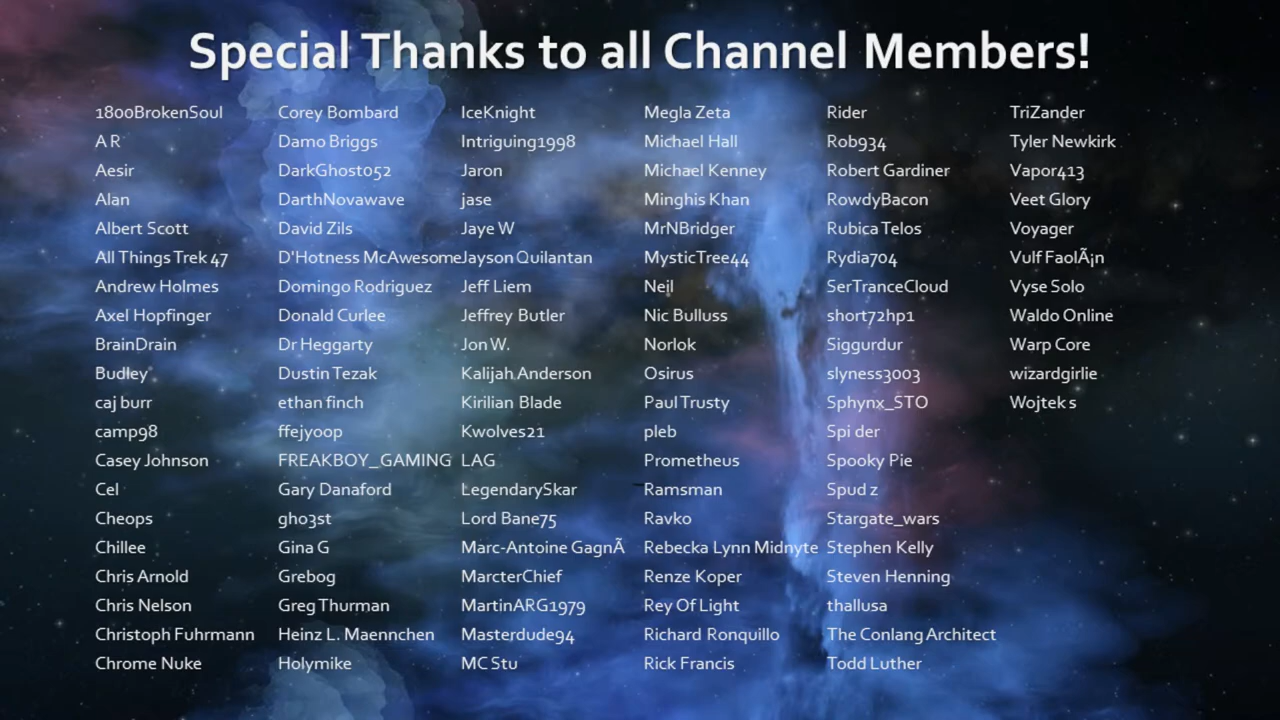 Special Thanks to all Channel Members!
1800BrokenSoul
A R
Aesir
Alan
Albert Scott
All Things Trek 47
Andrew Holmes
Axel Hopfinger
BrainDrain
Budley
caj burr
camp98
Casey Johnson
Cel
Cheops
Chillee
Chris Arnold
Chris Nelson
Christoph Fuhrmann
Chrome Nuke
Corey Bombard
Damo Briggs
DarkGhost052
DarthNovawave
David Zils
D'Hotness McAwesome
Domingo Rodriguez
Donald Curlee
Dr Heggarty
Dustin Tezak
ethan finch
ffejyoop
FREAKBOY_GAMING
Gary Danaford
gho3st
Gina G
Grebog
Greg Thurman
Heinz L. Maennchen
Holymike
IceKnight
Intriguing1998
Jaron
jase
Jaye W
Jayson Quilantan
Jeff Liem
Jeffrey Butler
Jon W.
Kalijah Anderson
Kirilian Blade
Kwolves21
LAG
LegendarySkar
Lord Bane75
Marc-Antoine GagnÃ
MarcterChief
MartinARG1979
Masterdude94
MC Stu
Megla Zeta
Michael Hall
Michael Kenney
Minghis Khan
MrNBridger
MysticTree44
Neil
Nic Bulluss
Norlok
Osirus
Paul Trusty
pleb
Prometheus
Ramsman
Ravko
Rebecka Lynn Midnyte
Renze Koper
Rey Of Light
Richard Ronquillo
Rick Francis
Rider
Rob934
Robert Gardiner
RowdyBacon
Rubica Telos
Rydia704
SerTranceCloud
short72hp1
Siggurdur
slyness3003
Sphynx_STO
Spi der
Spooky Pie
Spud z
Stargate_wars
Stephen Kelly
Steven Henning
thallusa
The Conlang Architect
Todd Luther
TriZander
Tyler Newkirk
Vapor413
Veet Glory
Voyager
Vulf FaolÃ¡n
Vyse Solo
Waldo Online
Warp Core
wizardgirlie
Wojtek s